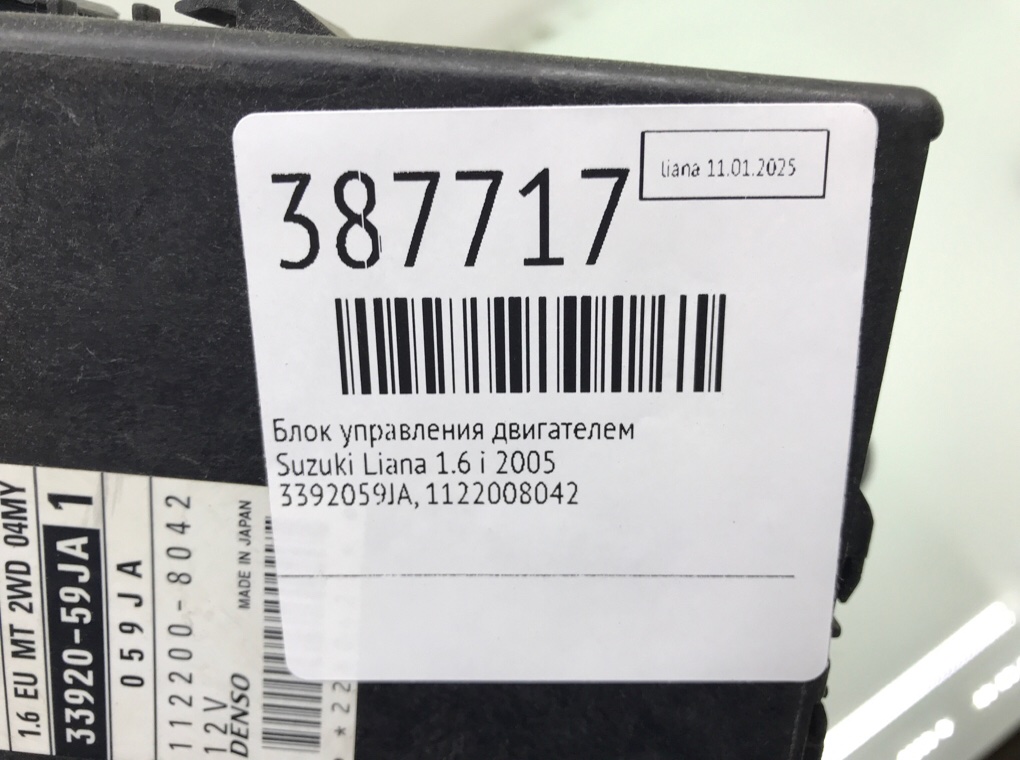 387717
liana 11.01.2025
Блок управления двигателем
Suzuki Liana 1.6 i 2005
3392059JA, 1122008042
1.6 EU MT 2WD 04MY
33920-59JA 1
059JA
112200-8042
12V
DENSO
MADE IN JAPAN